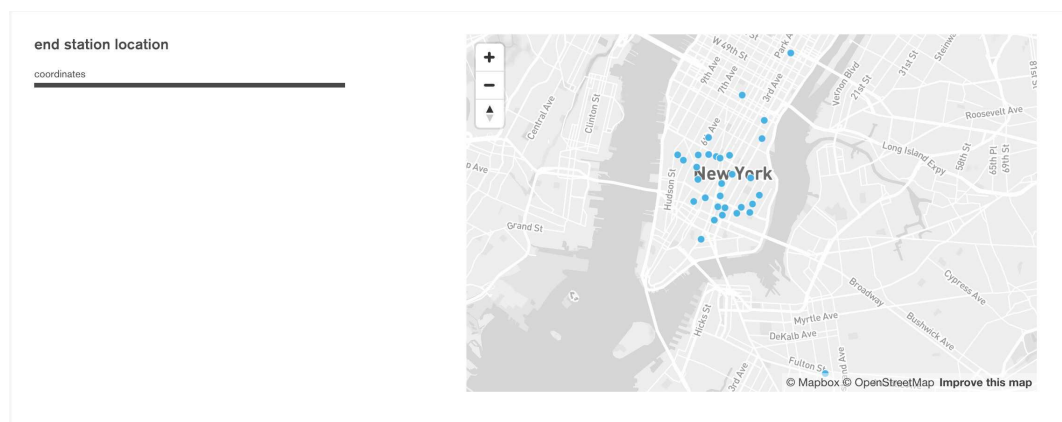 end station location
coordinates
+
−
W 49th St
Park A
9th Ave
7th Ave
3rd Ave
6th Ave
Vernon Blvd
21st St
31st St
Steinwa
81st St
Roosevelt Ave
Central Ave
Clinton St
Long Island Expy
58th St
65th Pl
69th St
p Ave
New York
Hudson St
Grand St
Broadway
Cypress Ave
Hicks St
Myrtle Ave
Bushwick Ave
DeKalb Ave
Fulton St
3rd Ave
© Mapbox © OpenStreetMap Improve this map